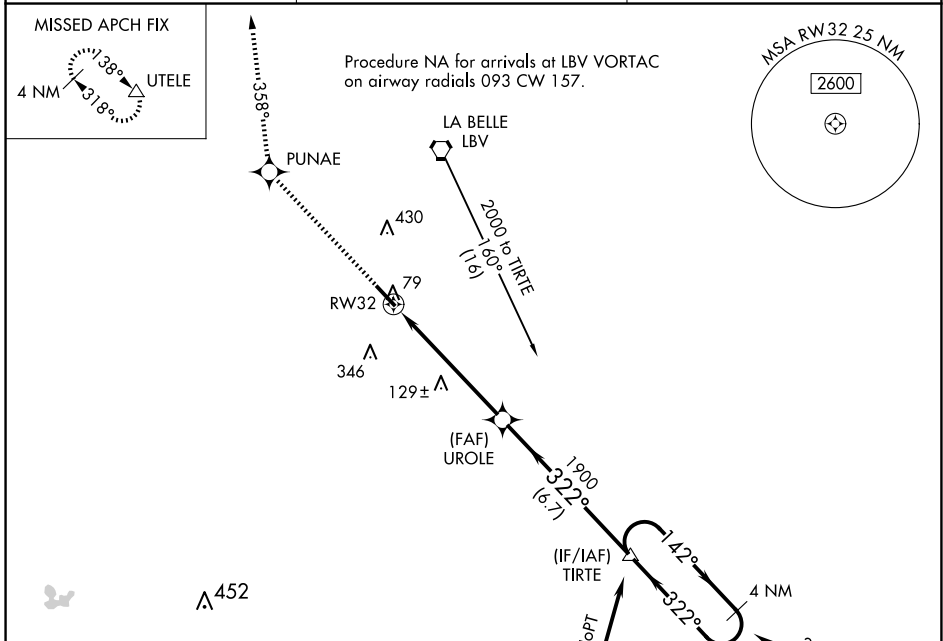 MISSED APCH FIX
138°
UTELE
4 NM
318°
358°
Procedure NA for arrivals at LBV VORTAC
on airway radials 093 CW 157.
MSA RW32 25 NM
2600
LA BELLE
LBV
PUNAE
430
2000 to TIRTE
160°
(16)
79
RW32
346
129±
(FAF)
UROLE
1900
322°
(6.7)
142°
(IF/IAF)
TIRTE
4 NM
322°
452